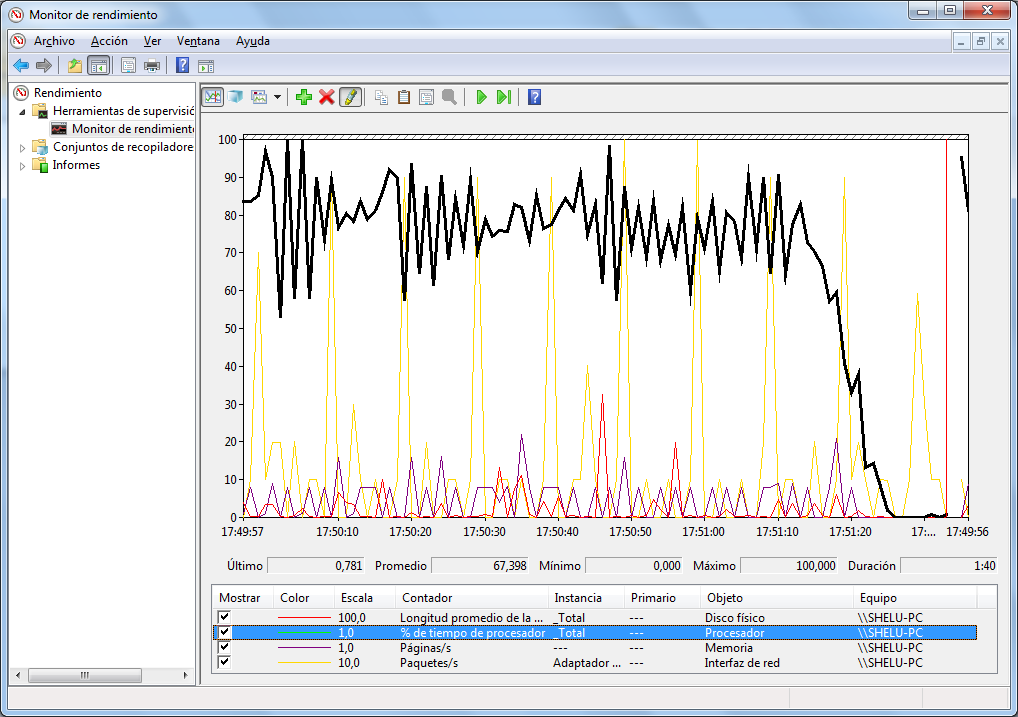 Monitor de rendimiento
Archivo Acción Ver Ventana Ayuda
Rendimiento
Herramientas de supervisió
Monitor de rendimiento
Conjuntos de recopiladore
Informes
100
90
80
70
60
50
40
30
20
10
0
17:49:57 17:50:10 17:50:20 17:50:30 17:50:40 17:50:50 17:51:00 17:51:10 17:51:20 17:... 17:49:56
Último 0,781 Promedio 67,398 Mínimo 0,000 Máximo 100,000 Duración 1:40
Mostrar Color Escala Contador Instancia Primario Objeto Equipo
100,0 Longitud promedio de la ... _Total --- Disco físico \\SHELU-PC
1,0 % de tiempo de procesador _Total --- Procesador \\SHELU-PC
1,0 Páginas/s --- --- Memoria \\SHELU-PC
10,0 Paquetes/s Adaptador ... --- Interfaz de red \\SHELU-PC